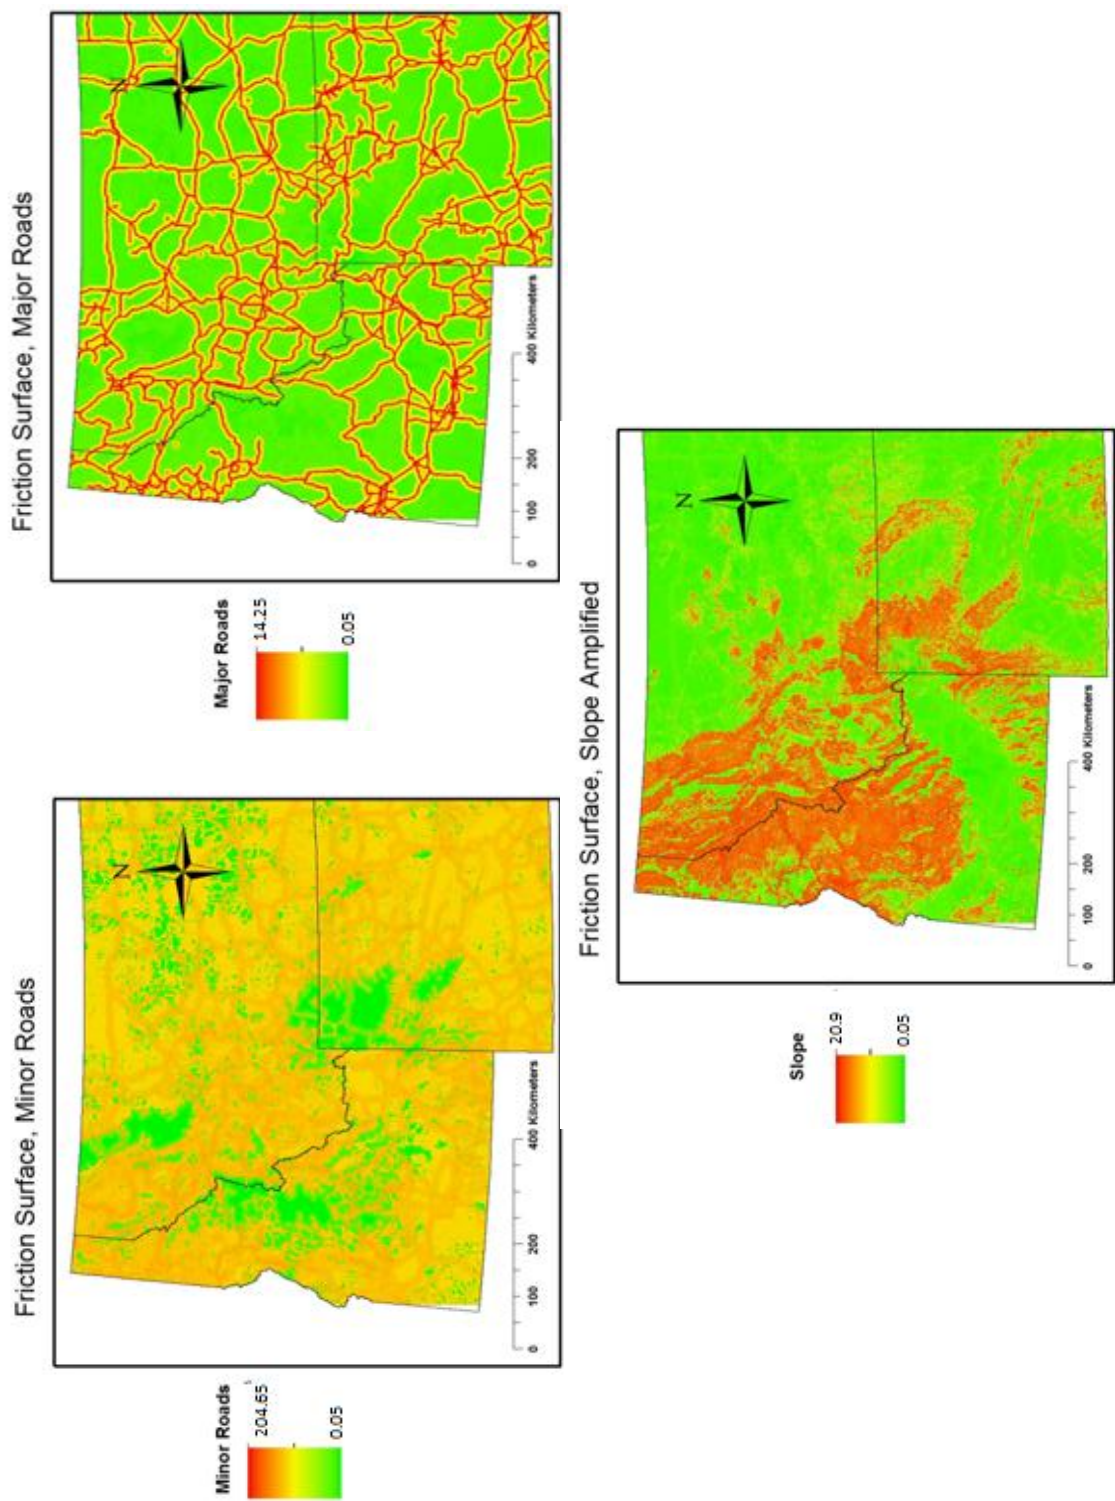 Friction Surface, Minor Roads
N
Minor Roads
204.65
0.05
0 100 200 400 Kilometers
Friction Surface, Major Roads
N
Major Roads
14.25
0.05
0 100 200 400 Kilometers
Friction Surface, Slope Amplified
N
Slope
20.9
0.05
0 100 200 400 Kilometers